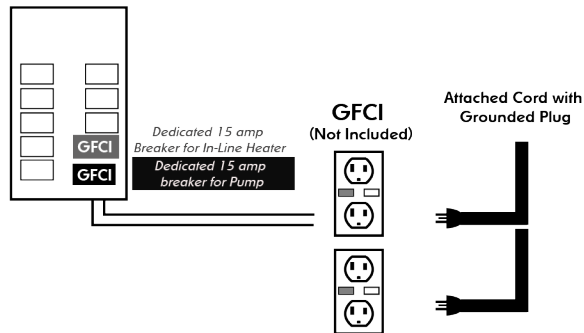 GFCI
GFCI
Dedicated 15 amp
Breaker for In-Line Heater
Dedicated 15 amp
breaker for Pump
GFCI
(Not Included)
Attached Cord with
Grounded Plug